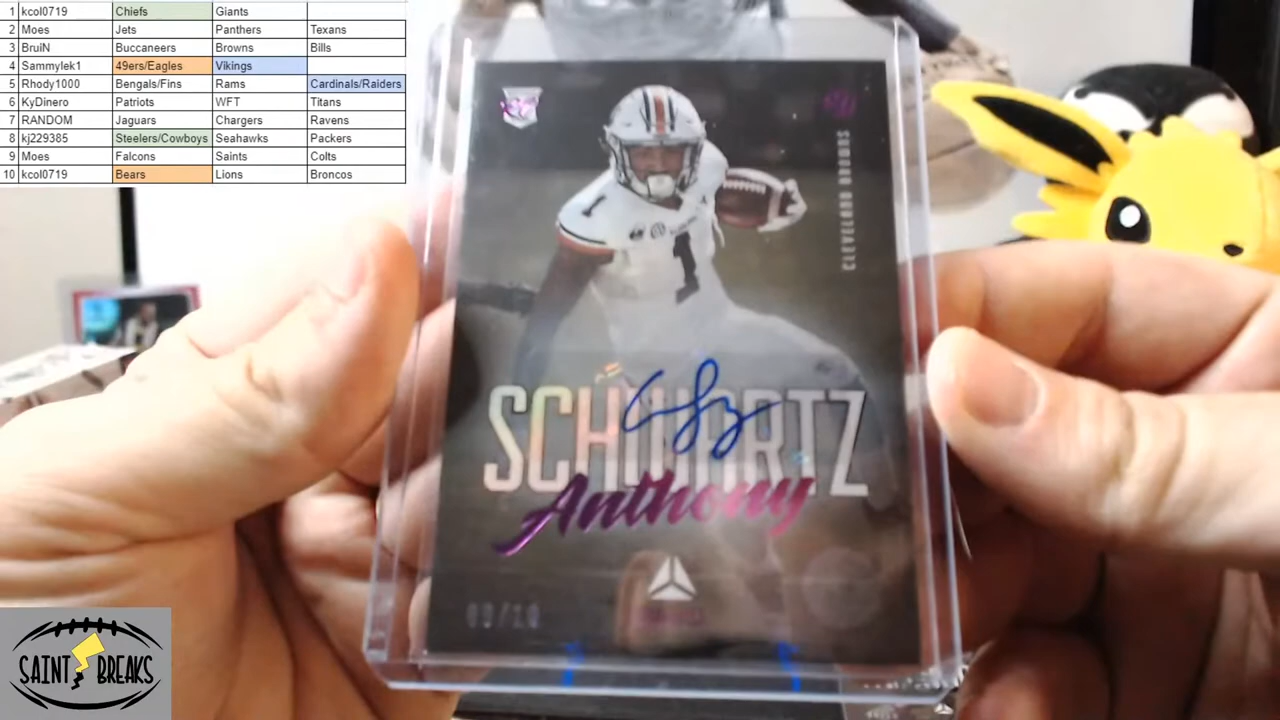 1 kcol0719 Chiefs Giants
2 Moes Jets Panthers Texans
3 BruiN Buccaneers Browns Bills
4 Sammylek1 49ers/Eagles Vikings
5 Rhody1000 Bengals/Fins Rams Cardinals/Raiders
6 KyDinero Patriots WFT Titans
7 RANDOM Jaguars Chargers Ravens
8 kj229385 Steelers/Cowboys Seahawks Packers
9 Moes Falcons Saints Colts
10 kcol0719 Bears Lions Broncos
CLEVELAND BROWNS
1
1
SCHWARTZ
Anthony
SAINT BREAKS